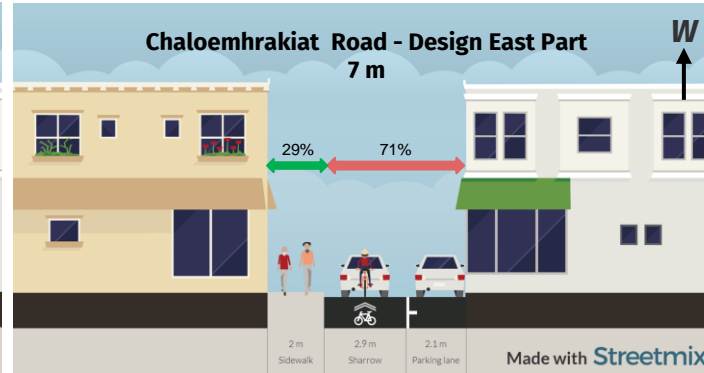 Chaloemhrakiat Road - Design East Part
7 m
W
29%
71%
2 m
Sidewalk
2.9 m
Sharrow
2.1 m
Parking lane
Made with Streetmix